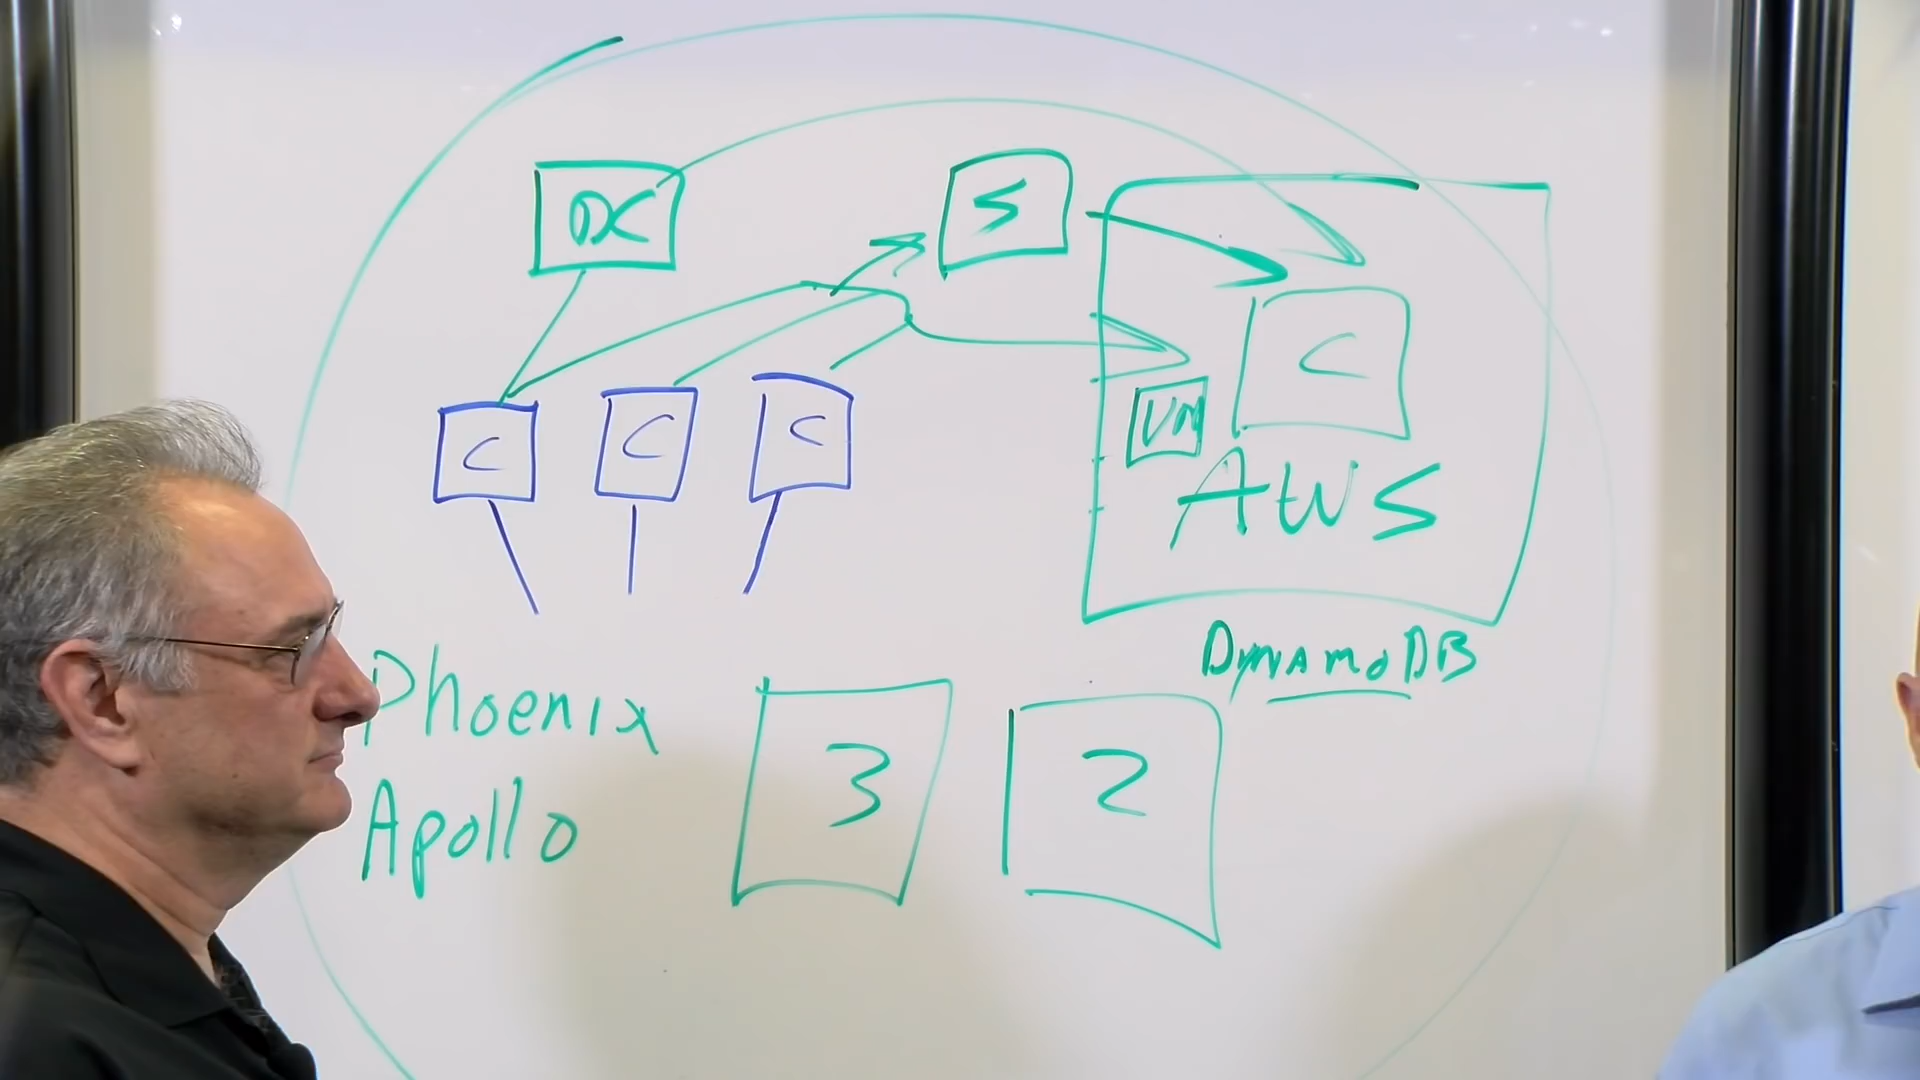 DC
S
C
C C C
VM
AWS
DynamoDB
Phoenix
3 2
Apollo